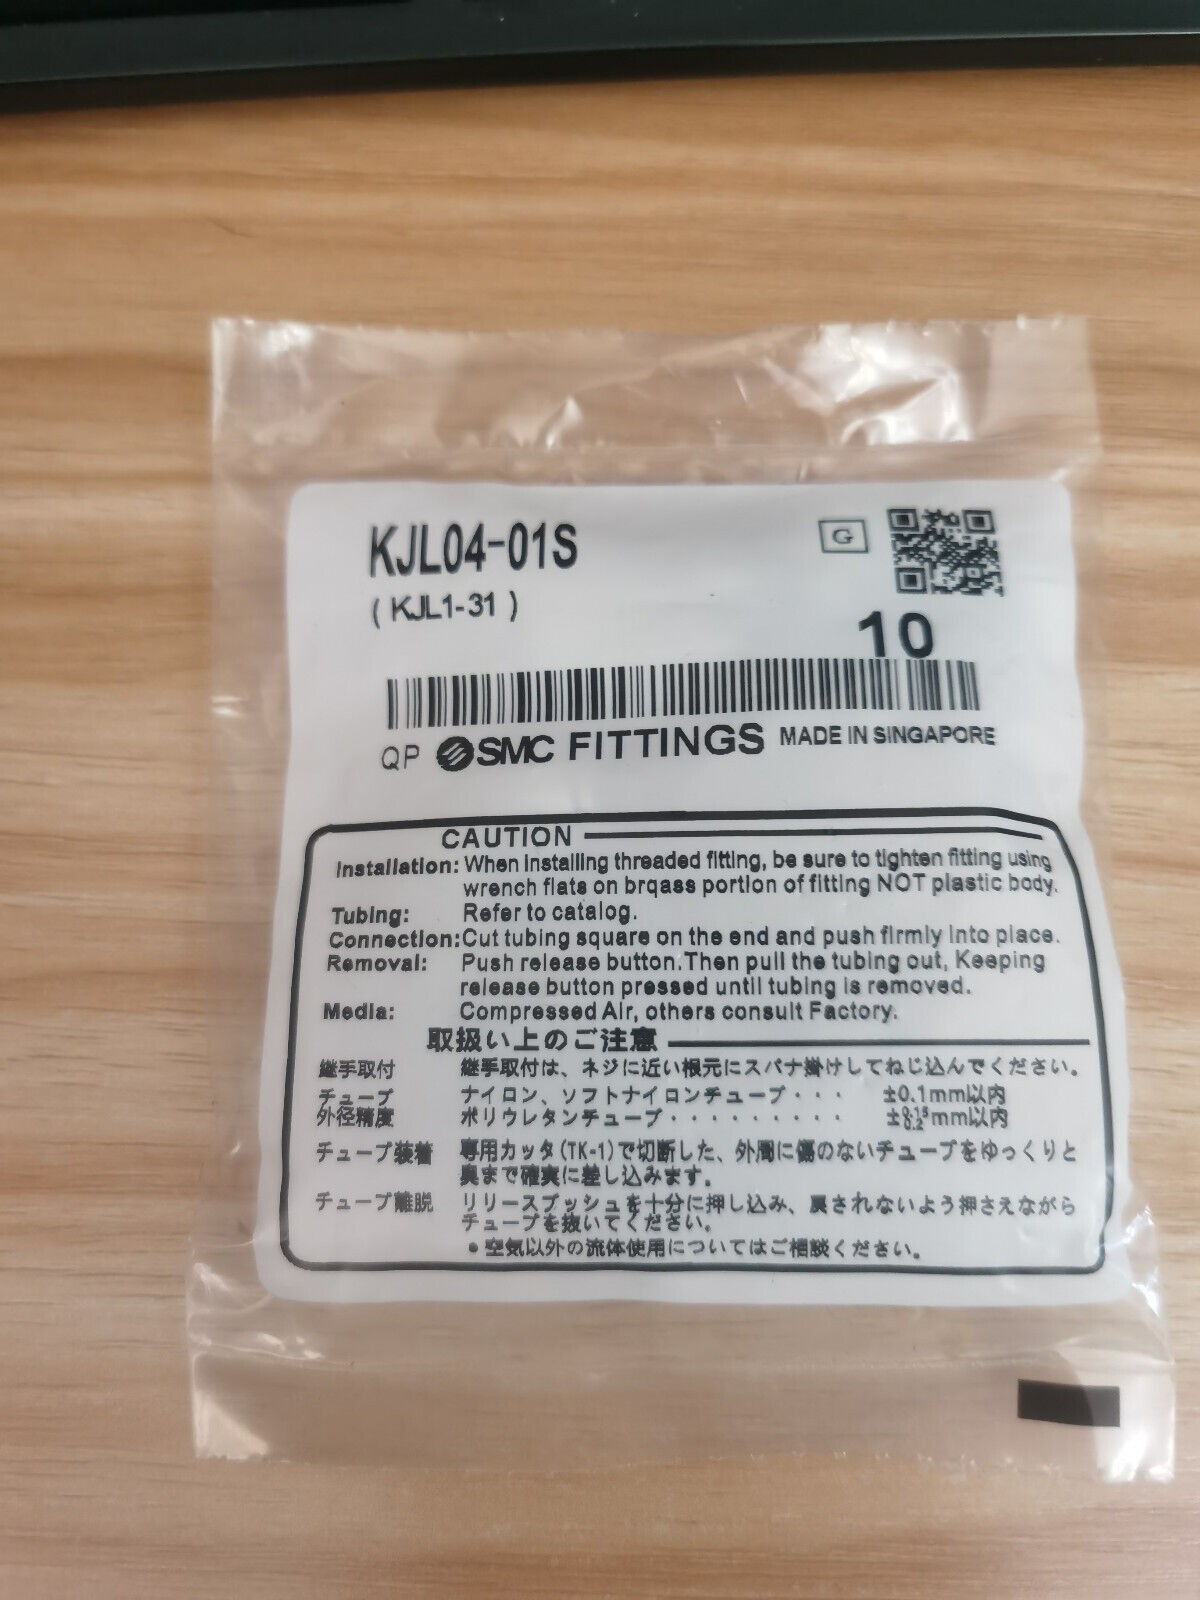 KJL04-01S
G
( KJL1-31 )
10
QP SMC FITTINGS MADE IN SINGAPORE
CAUTION
Installation: When installing threaded fitting, be sure to tighten fitting using
wrench flats on brqass portion of fitting NOT plastic body.
Tubing: Refer to catalog.
Connection: Cut tubing square on the end and push firmly into place.
Removal: Push release button.Then pull the tubing out, Keeping
release button pressed until tubing is removed.
Media: Compressed Air, others consult Factory.
取扱い上のご注意
継手取付 継手取付は、ネジに近い根元にスパナ掛けしてねじ込んでください。
チューブ ナイロン、ソフトナイロンチューブ・・・ ±0.1mm以内
外径精度 ポリウレタンチューブ・・・・・・・・・ ±0.15 0.2mm以内
チューブ装着 専用カッタ(TK-1)で切断した、外周に傷のないチューブをゆっくりと
奥まで確実に差し込みます。
チューブ離脱 リリースプッシュを十分に押し込み、戻されないよう押さえながら
チューブを抜いてください。
●空気以外の流体使用についてはご相談ください。